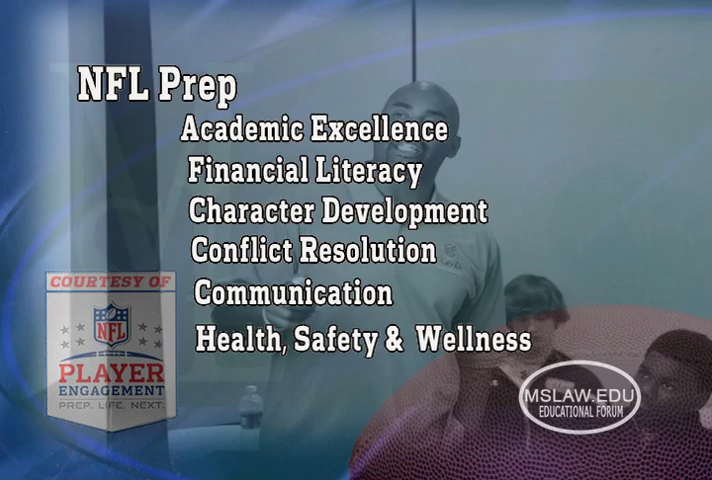 NFL Prep
Academic Excellence
Financial Literacy
Character Development
Conflict Resolution
Communication
Health, Safety & Wellness
COURTESY OF
NFL
PLAYER
ENGAGEMENT
PREP. LIFE. NEXT.
MSLAW.EDU
EDUCATIONAL FORUM